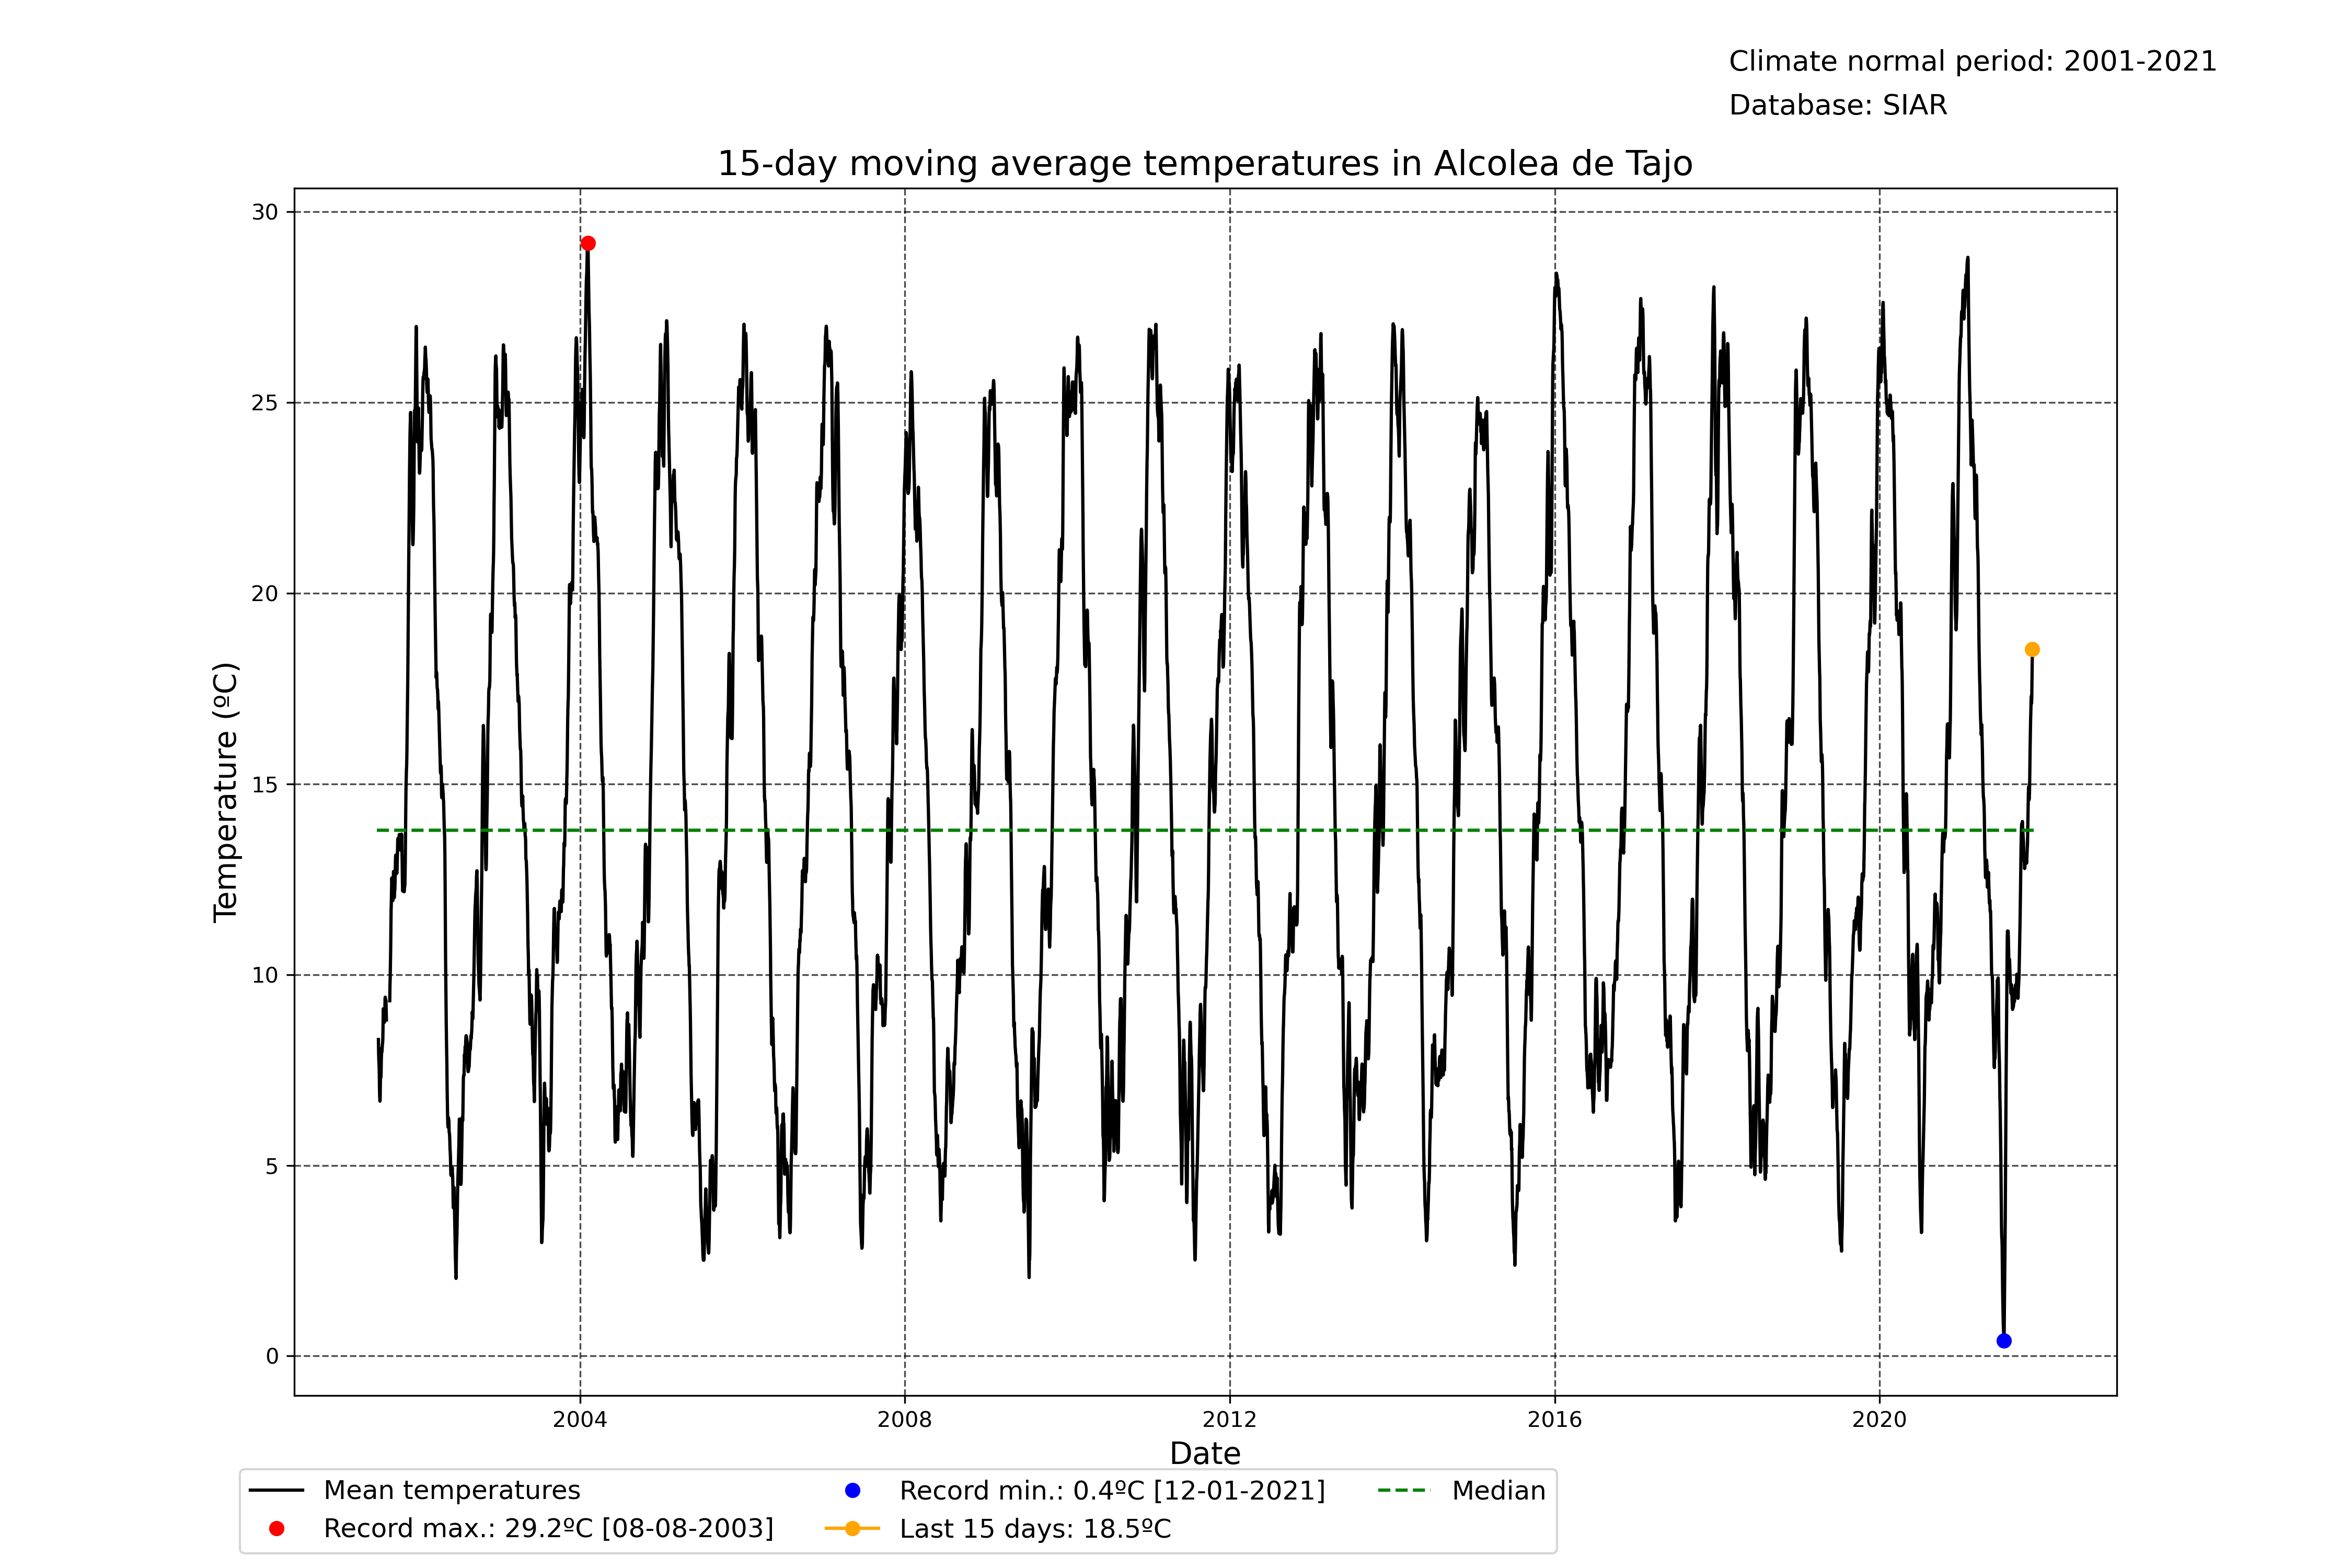 Climate normal period: 2001-2021
Database: SIAR
15-day moving average temperatures in Alcolea de Tajo
30
25
20
15
10
5
0
Temperature (ºC)
2004 2008 2012 2016 2020
Date
Mean temperatures
Record max.: 29.2ºC [08-08-2003]
Record min.: 0.4ºC [12-01-2021]
Last 15 days: 18.5ºC
Median